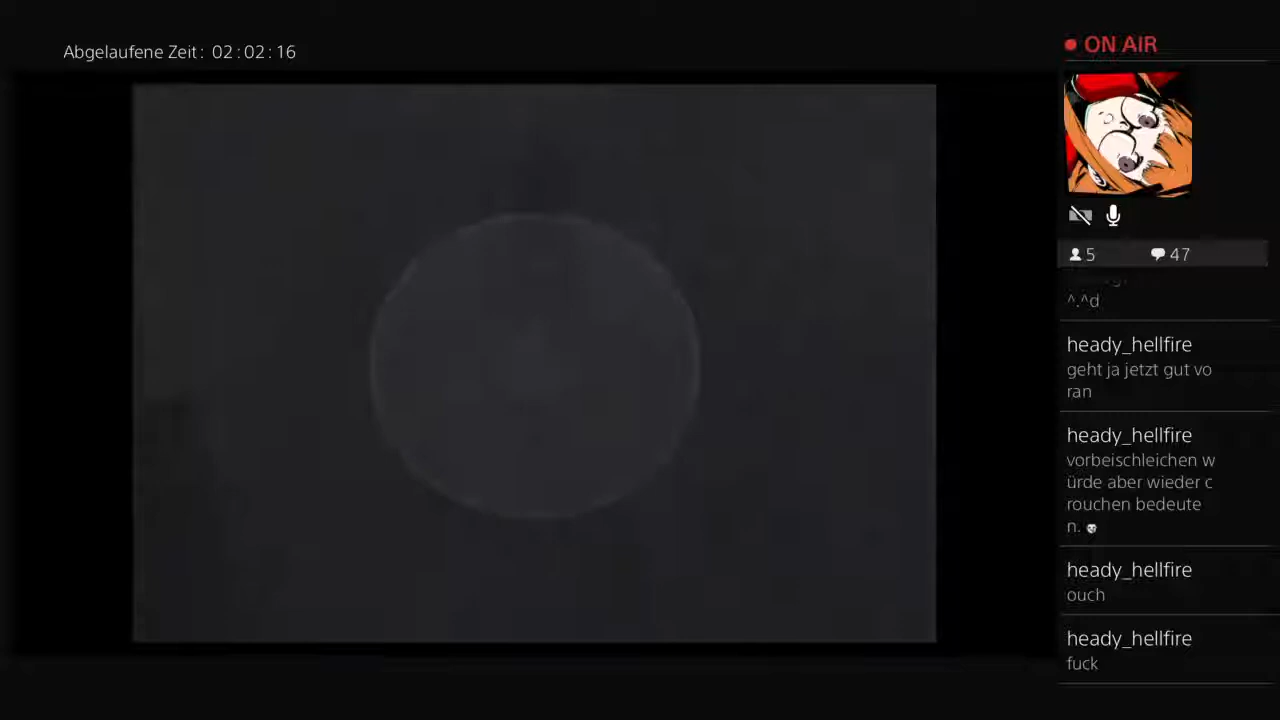 Abgelaufene Zeit: 02:02:16
ON AIR
5
47
^.^d
heady_hellfire
geht ja jetzt gut vo
ran
heady_hellfire
vorbeischleichen w
ürde aber wieder c
rouchen bedeute
n.
heady_hellfire
ouch
heady_hellfire
fuck